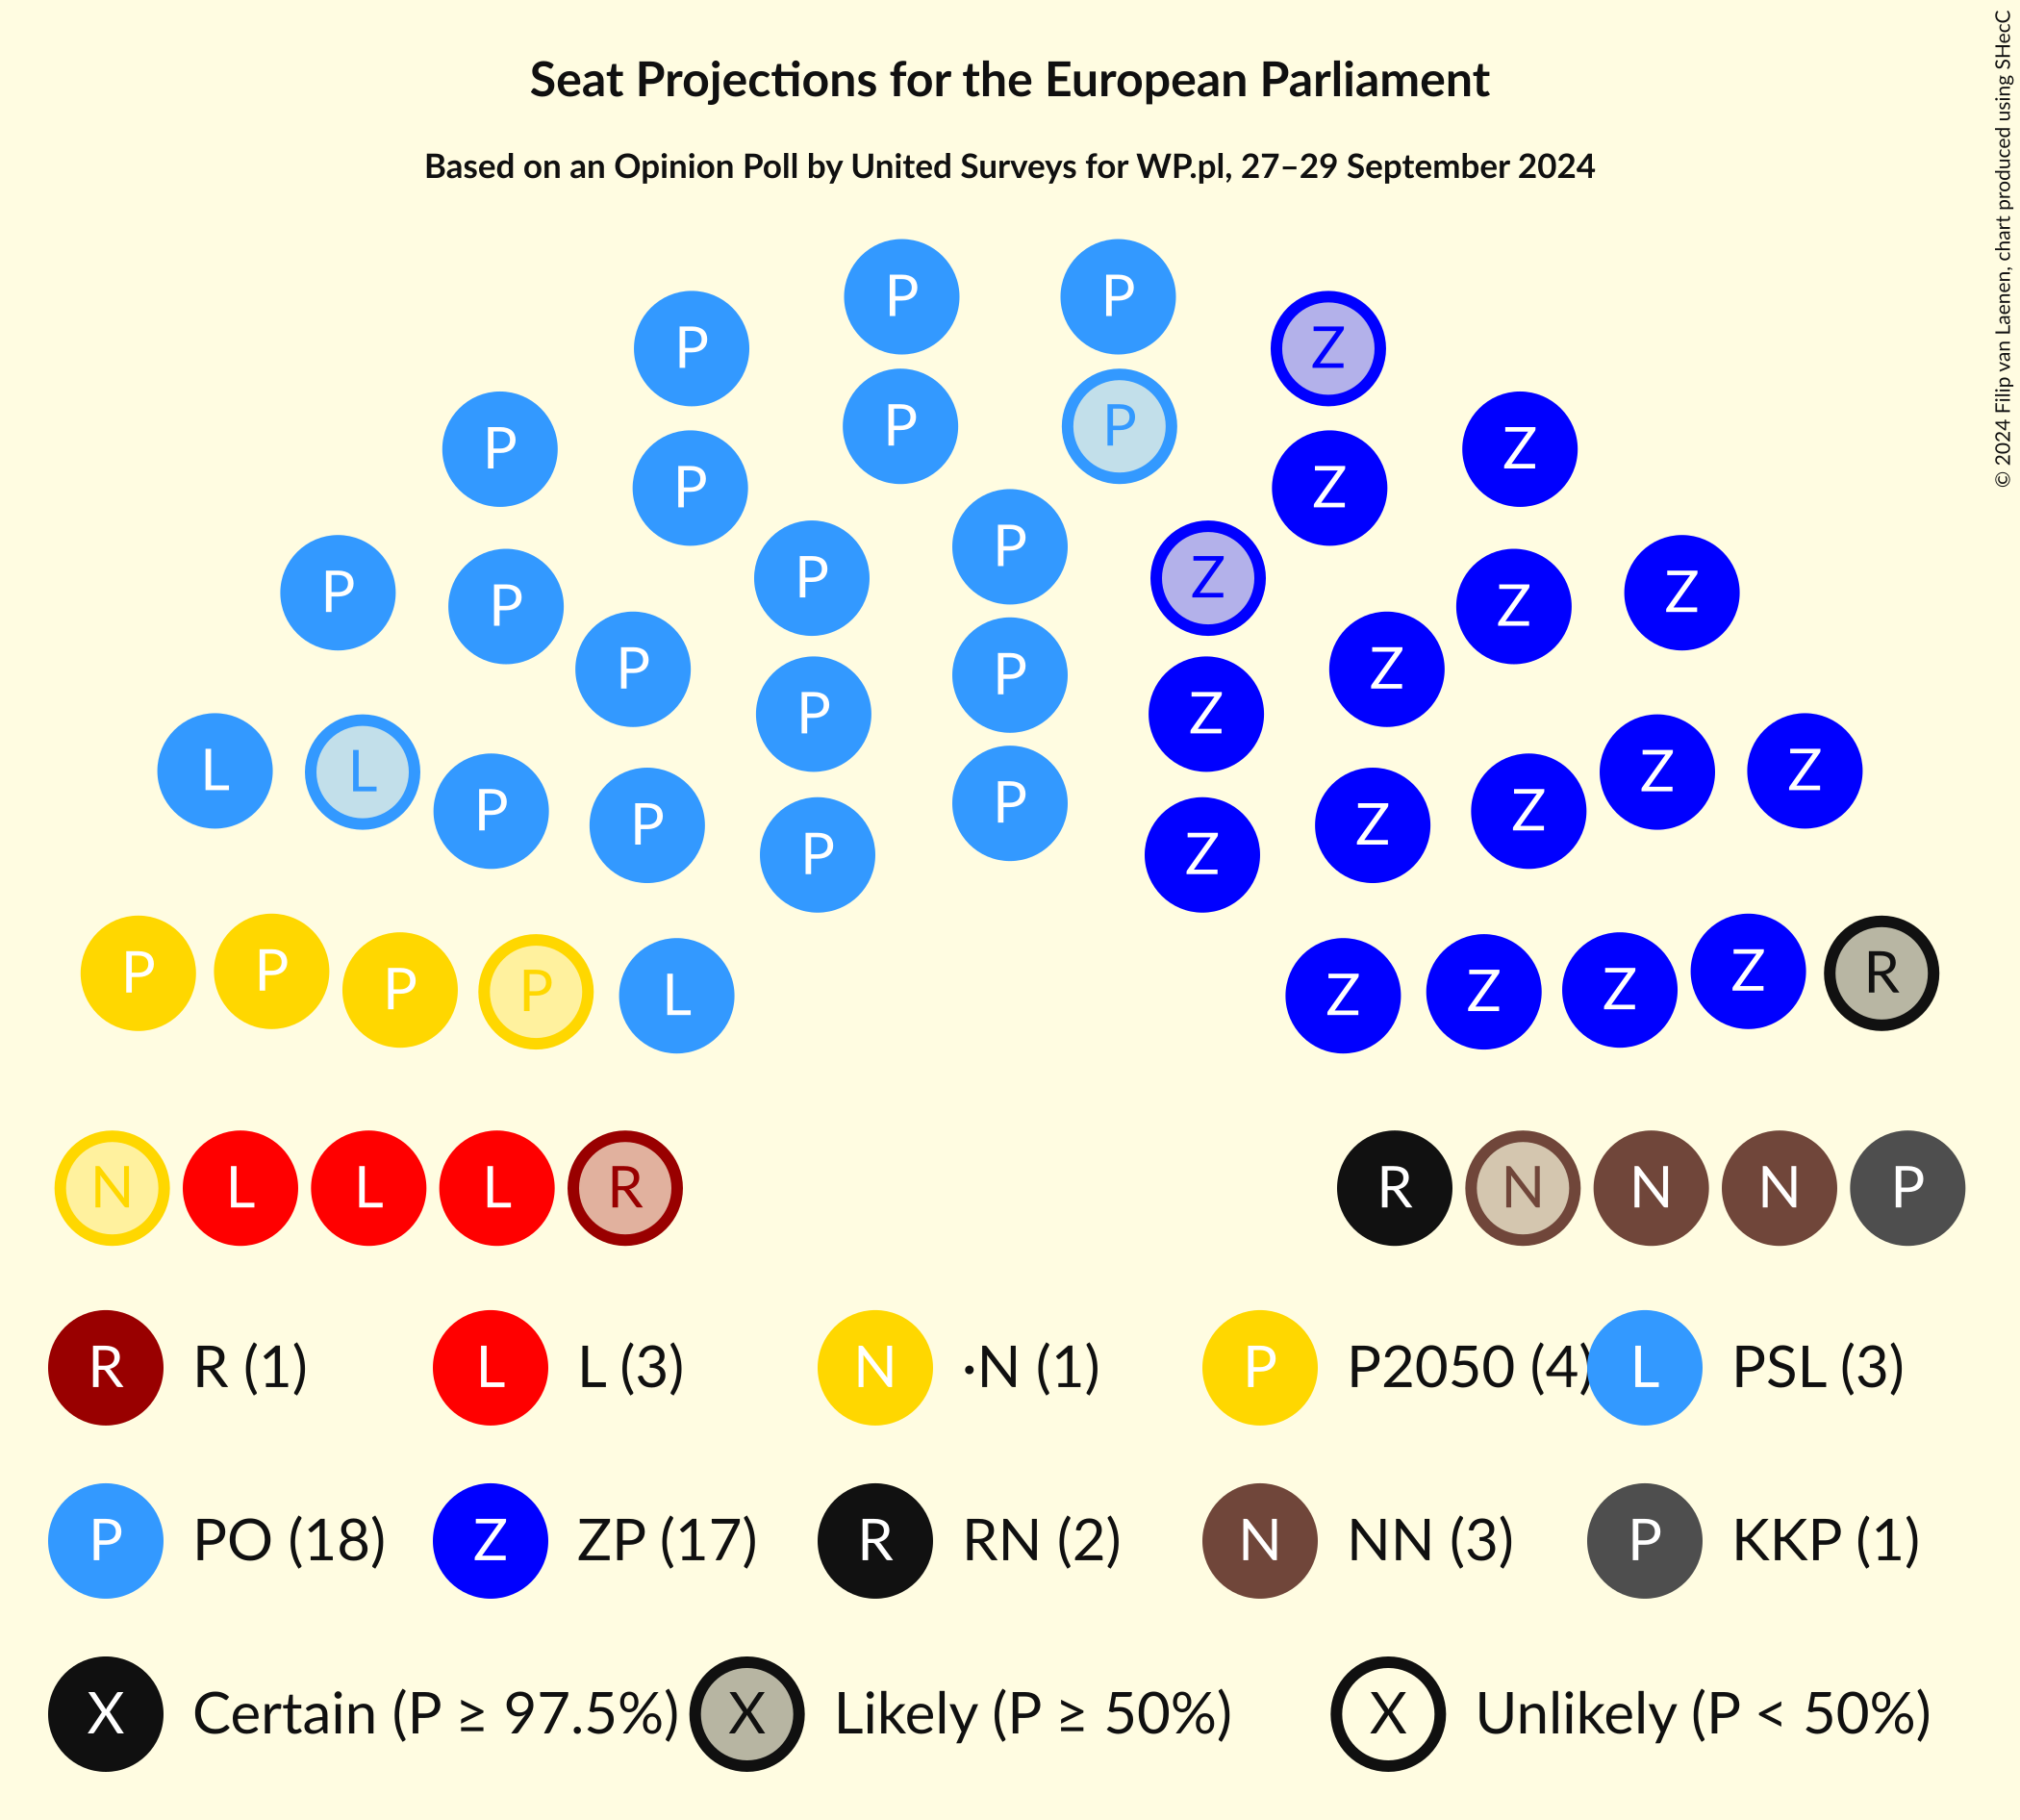 Seat Projections for the European Parliament
Based on an Opinion Poll by United Surveys for WP.pl, 27–29 September 2024
© 2024 Filip van Laenen, chart produced using SHecC
P P
P Z
P P P Z
P P Z Z
P P P Z Z Z
P P Z Z
P P Z
L L P P P Z Z Z Z
P Z
P P P P L Z Z Z Z R
N L L L R R N N N P
R R (1) L L (3) N ·N (1) P P2050 (4) L PSL (3)
P PO (18) Z ZP (17) R RN (2) N NN (3) P KKP (1)
X Certain (P ≥ 97.5%) X Likely (P ≥ 50%) X Unlikely (P < 50%)